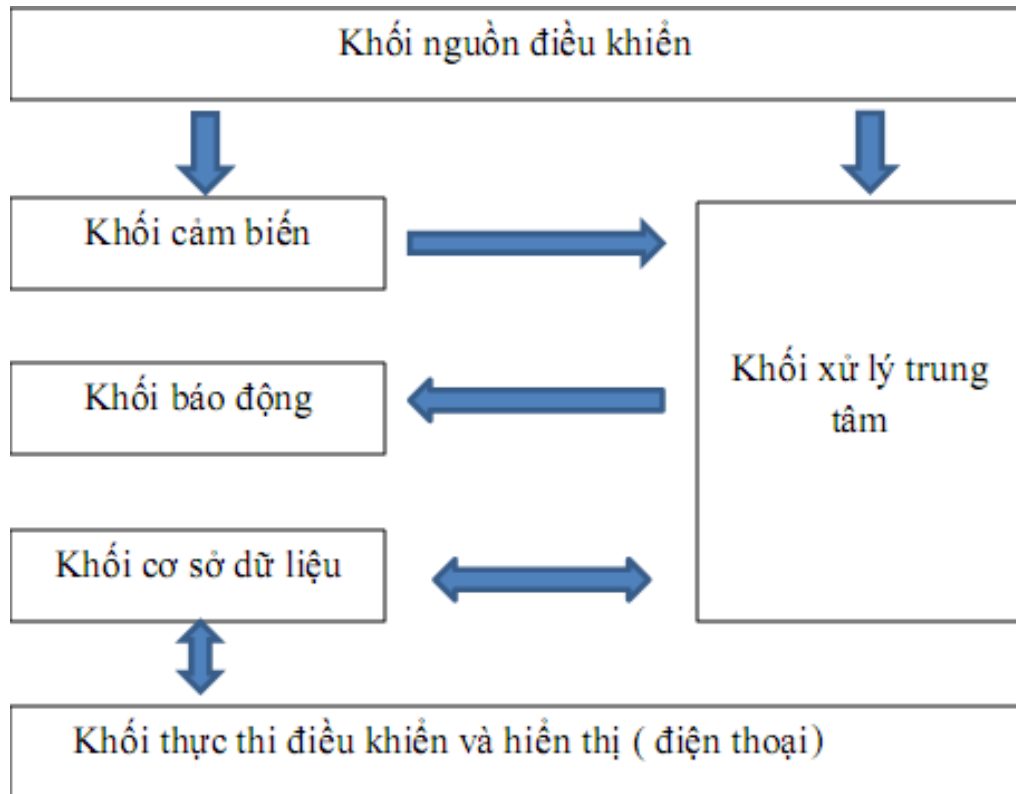 Khối nguồn điều khiển
Khối cảm biến
Khối báo động
Khối xử lý trung
tâm
Khối cơ sở dữ liệu
Khối thực thi điều khiển và hiển thị ( điện thoại)